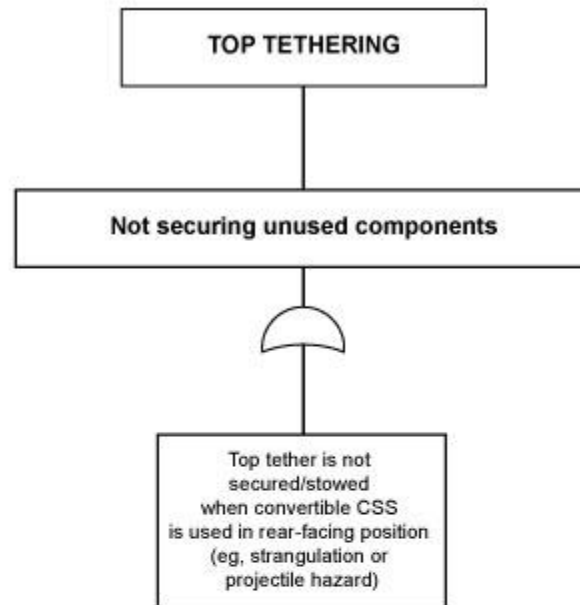 TOP TETHERING
Not securing unused components
Top tether is not
secured/stowed
when convertible CSS
is used in rear-facing position
(eg, strangulation or
projectile hazard)